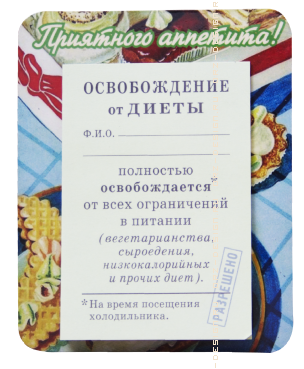 Приятного аппетита!
ОСВОБОЖДЕНИЕ
от ДИЕТЫ
Ф.И.О.
полностью
освобождается*
от всех ограничений
в питании
(вегетарианства,
сыроедения,
низкокалорийных
и прочих диет).
РАЗРЕШЕНО
*На время посещения
холодильника.